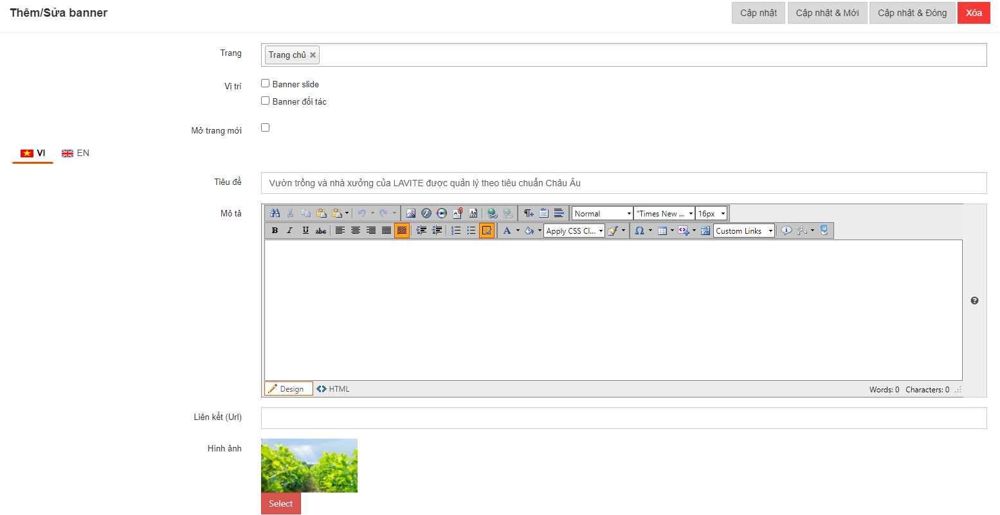 Thêm/Sửa banner
Cập nhật Cập nhật & Mới Cập nhật & Đóng Xóa
Trang
Trang chủ
Vị trí
Banner slide
Banner đối tác
Mở trang mới
VI EN
Tiêu đề
Vườn trồng và nhà xưởng của LAVITE được quản lý theo tiêu chuẩn Châu Âu
Mô tả
Normal "Times New ... 16px
B I U abc A Apply CSS Cl... Ω Custom Links
Design HTML
Words: 0 Characters: 0
Liên kết (Url)
Hình ảnh
Select